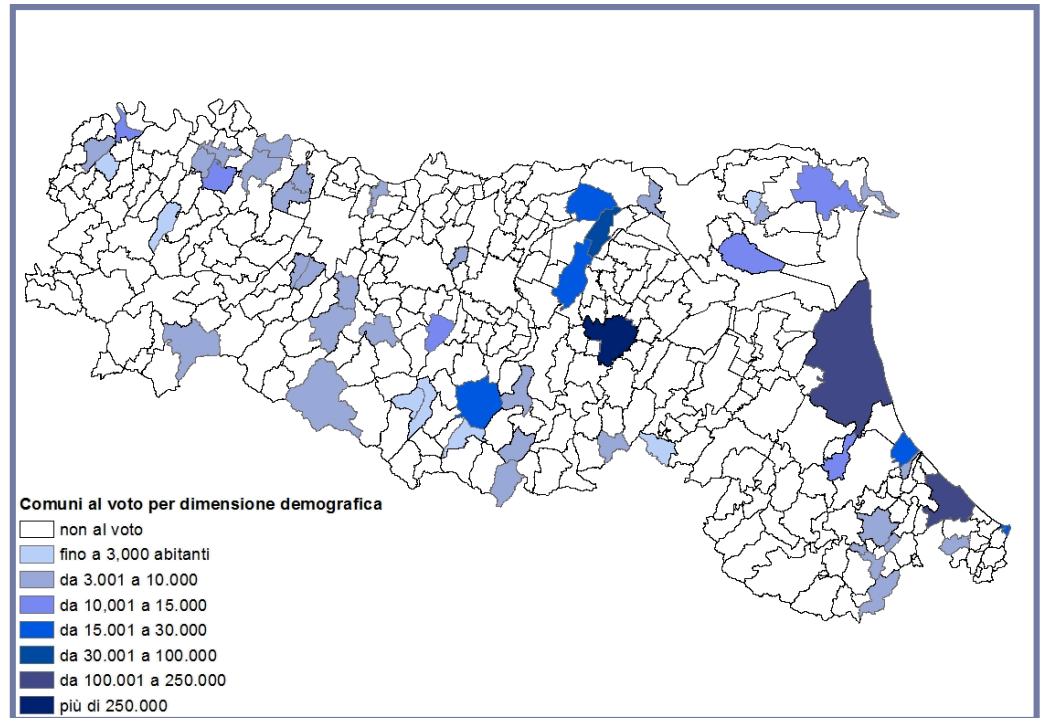 Comuni al voto per dimensione demografica
non al voto
fino a 3,000 abitanti
da 3.001 a 10.000
da 10,001 a 15.000
da 15.001 a 30.000
da 30.001 a 100.000
da 100.001 a 250.000
più di 250.000